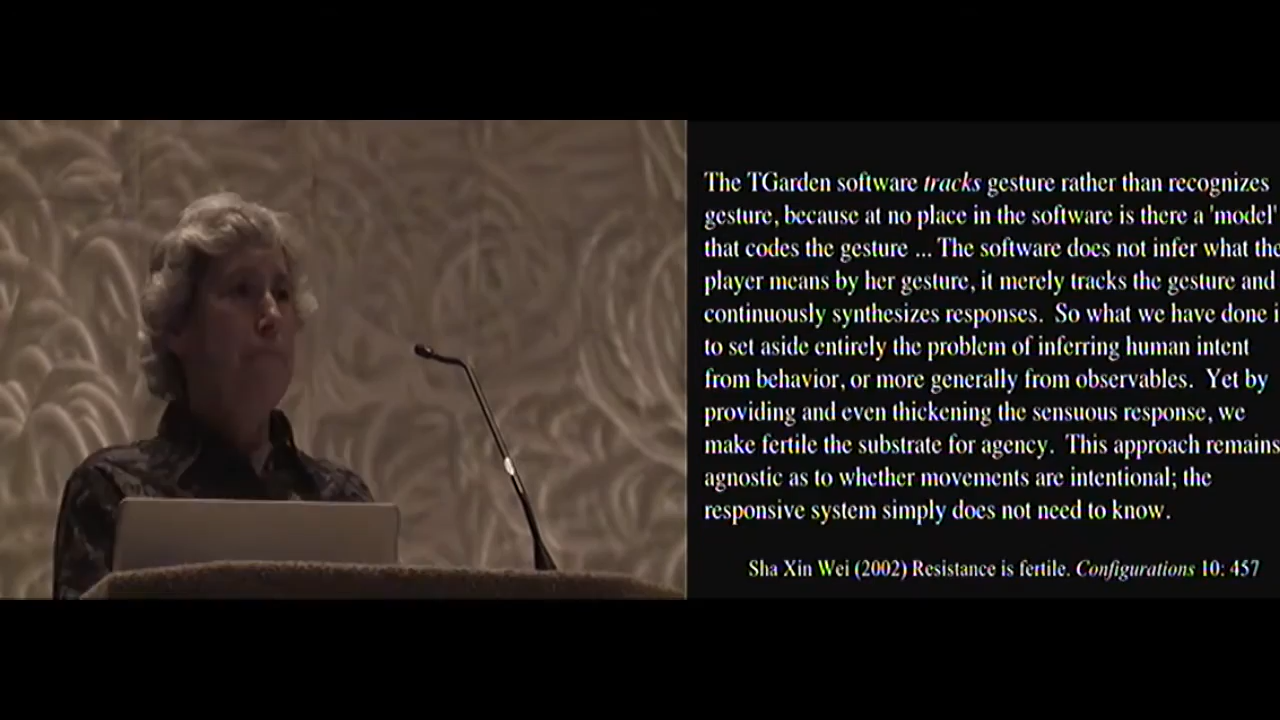 The TGarden software tracks gesture rather than recognizes
gesture, because at no place in the software is there a 'model'
that codes the gesture ... The software does not infer what the
player means by her gesture, it merely tracks the gesture and
continuously synthesizes responses. So what we have done i
to set aside entirely the problem of inferring human intent
from behavior, or more generally from observables. Yet by
providing and even thickening the sensuous response, we
make fertile the substrate for agency. This approach remains
agnostic as to whether movements are intentional; the
responsive system simply does not need to know.
Sha Xin Wei (2002) Resistance is fertile. Configurations 10: 457